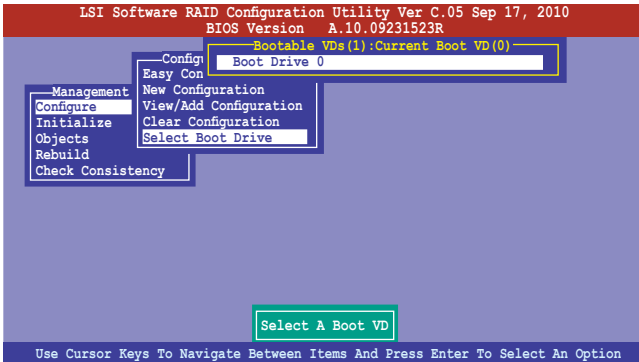 LSI Software RAID Configuration Utility Ver C.05 Sep 17, 2010
BIOS Version A.10.09231523R
Bootable VDs(1):Current Boot VD(0)
Boot Drive 0
Config
Easy Con
New Configuration
View/Add Configuration
Clear Configuration
Select Boot Drive
Management
Configure
Initialize
Objects
Rebuild
Check Consistency
Select A Boot VD
Use Cursor Keys To Navigate Between Items And Press Enter To Select An Option